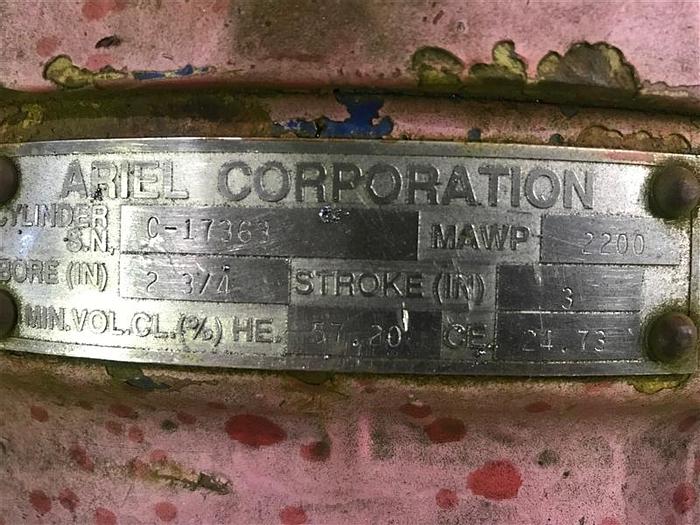 ARIEL CORPORATION
CYLINDER S.N. C-17363 MAWP 2200
BORE (IN) 2 3/4 STROKE (IN) 3
MIN.VOL.CL.(%) HE. 57.20 CE. 24.73